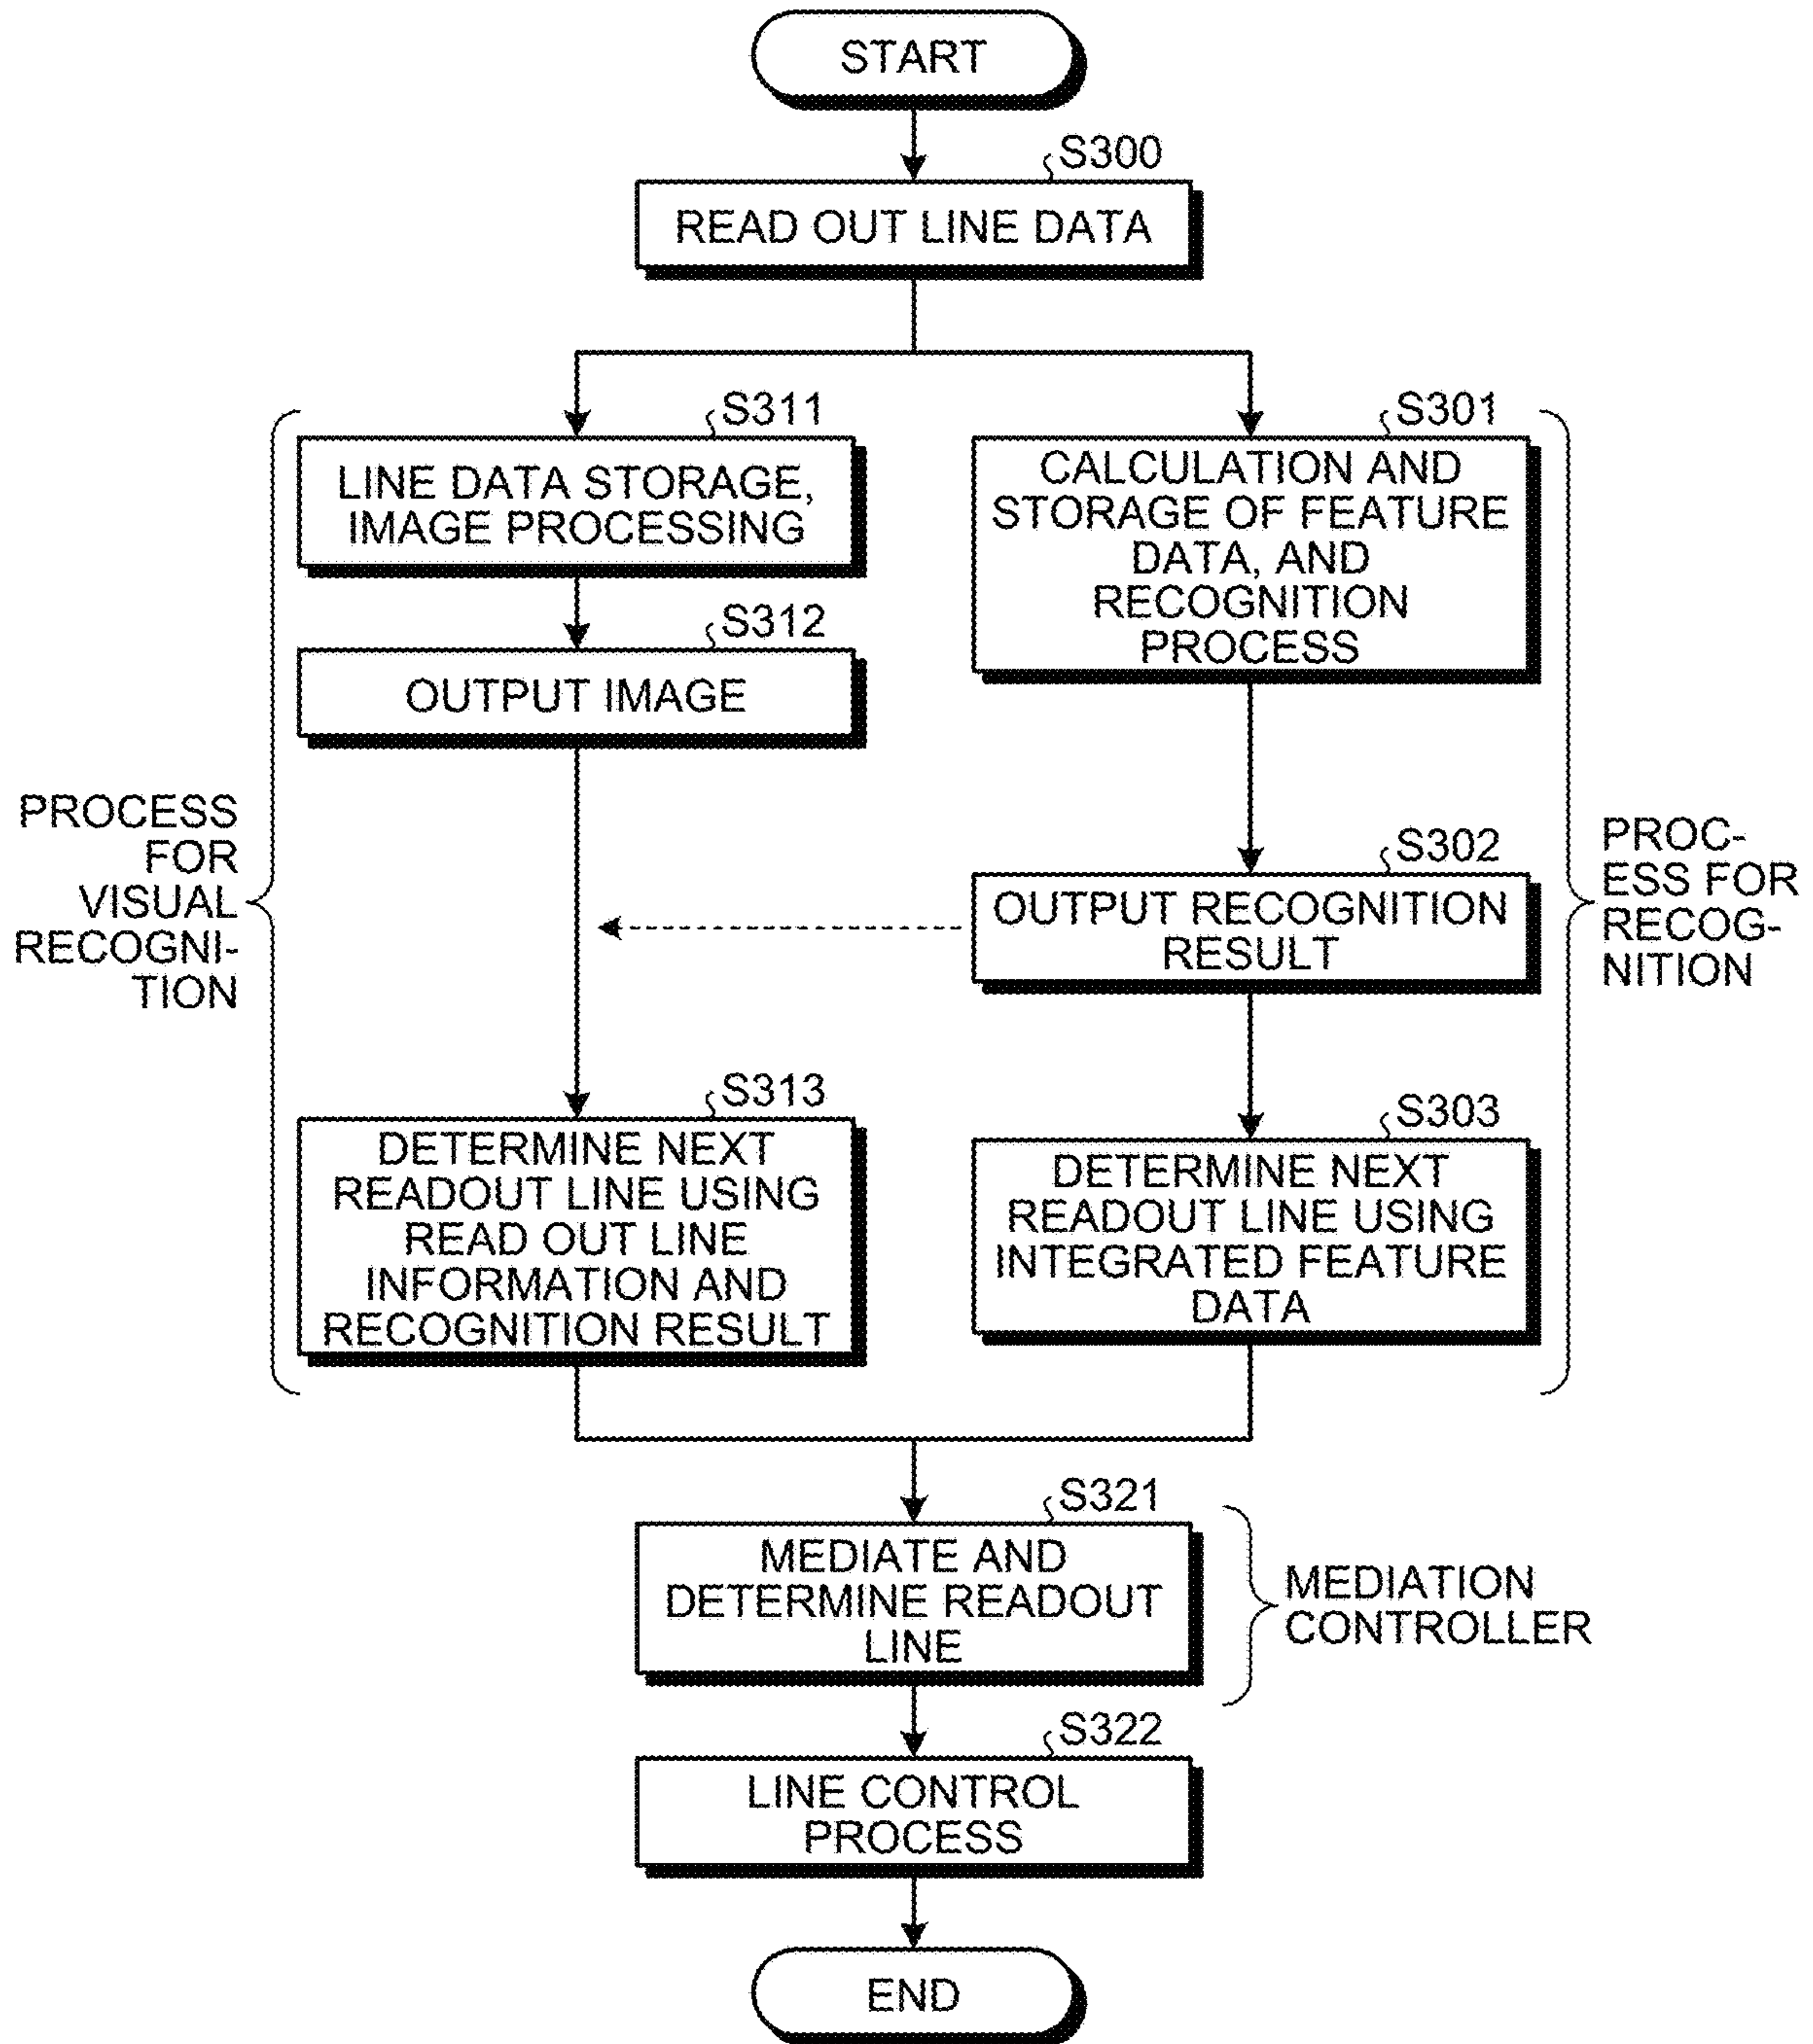 START
S300
READ OUT LINE DATA
S311
LINE DATA STORAGE,
IMAGE PROCESSING
S312
OUTPUT IMAGE
S313
DETERMINE NEXT
READOUT LINE USING
READ OUT LINE
INFORMATION AND
RECOGNITION RESULT
PROCESS
FOR
VISUAL
RECOGNI-
TION
S301
CALCULATION AND
STORAGE OF FEATURE
DATA, AND
RECOGNITION
PROCESS
S302
OUTPUT RECOGNITION
RESULT
S303
DETERMINE NEXT
READOUT LINE USING
INTEGRATED FEATURE
DATA
PROC-
ESS FOR
RECOG-
NITION
S321
MEDIATE AND
DETERMINE READOUT
LINE
MEDIATION
CONTROLLER
S322
LINE CONTROL
PROCESS
END